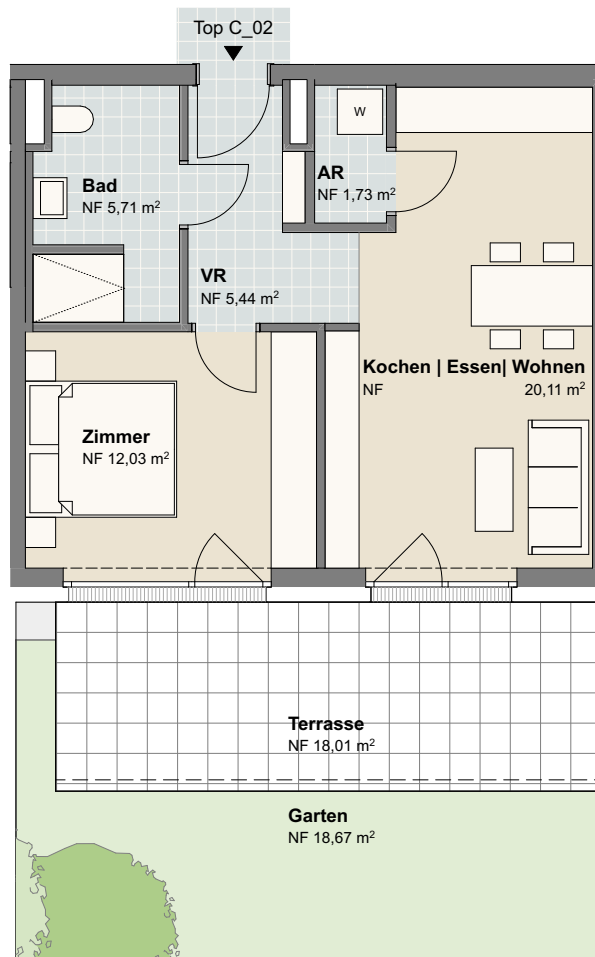 Top C_02
W
AR
NF 1,73 m²
Bad
NF 5,71 m²
VR
NF 5,44 m²
Kochen | Essen| Wohnen
NF 20,11 m²
Zimmer
NF 12,03 m²
Terrasse
NF 18,01 m²
Garten
NF 18,67 m²